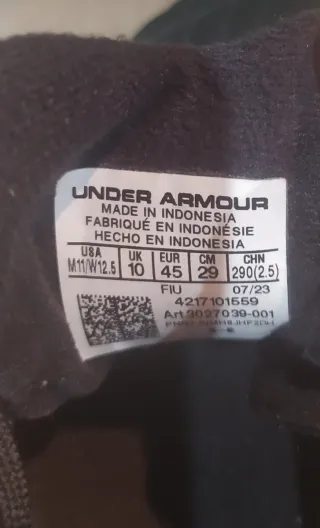 UNDER ARMOUR
MADE IN INDONESIA
FABRIQUÉ EN INDONÉSIE
HECHO EN INDONESIA
USA UK EUR CM CHN
M11/W12.5 10 45 29 290(2.5)
FIU 07/23
4217101559
Art 3027039-001